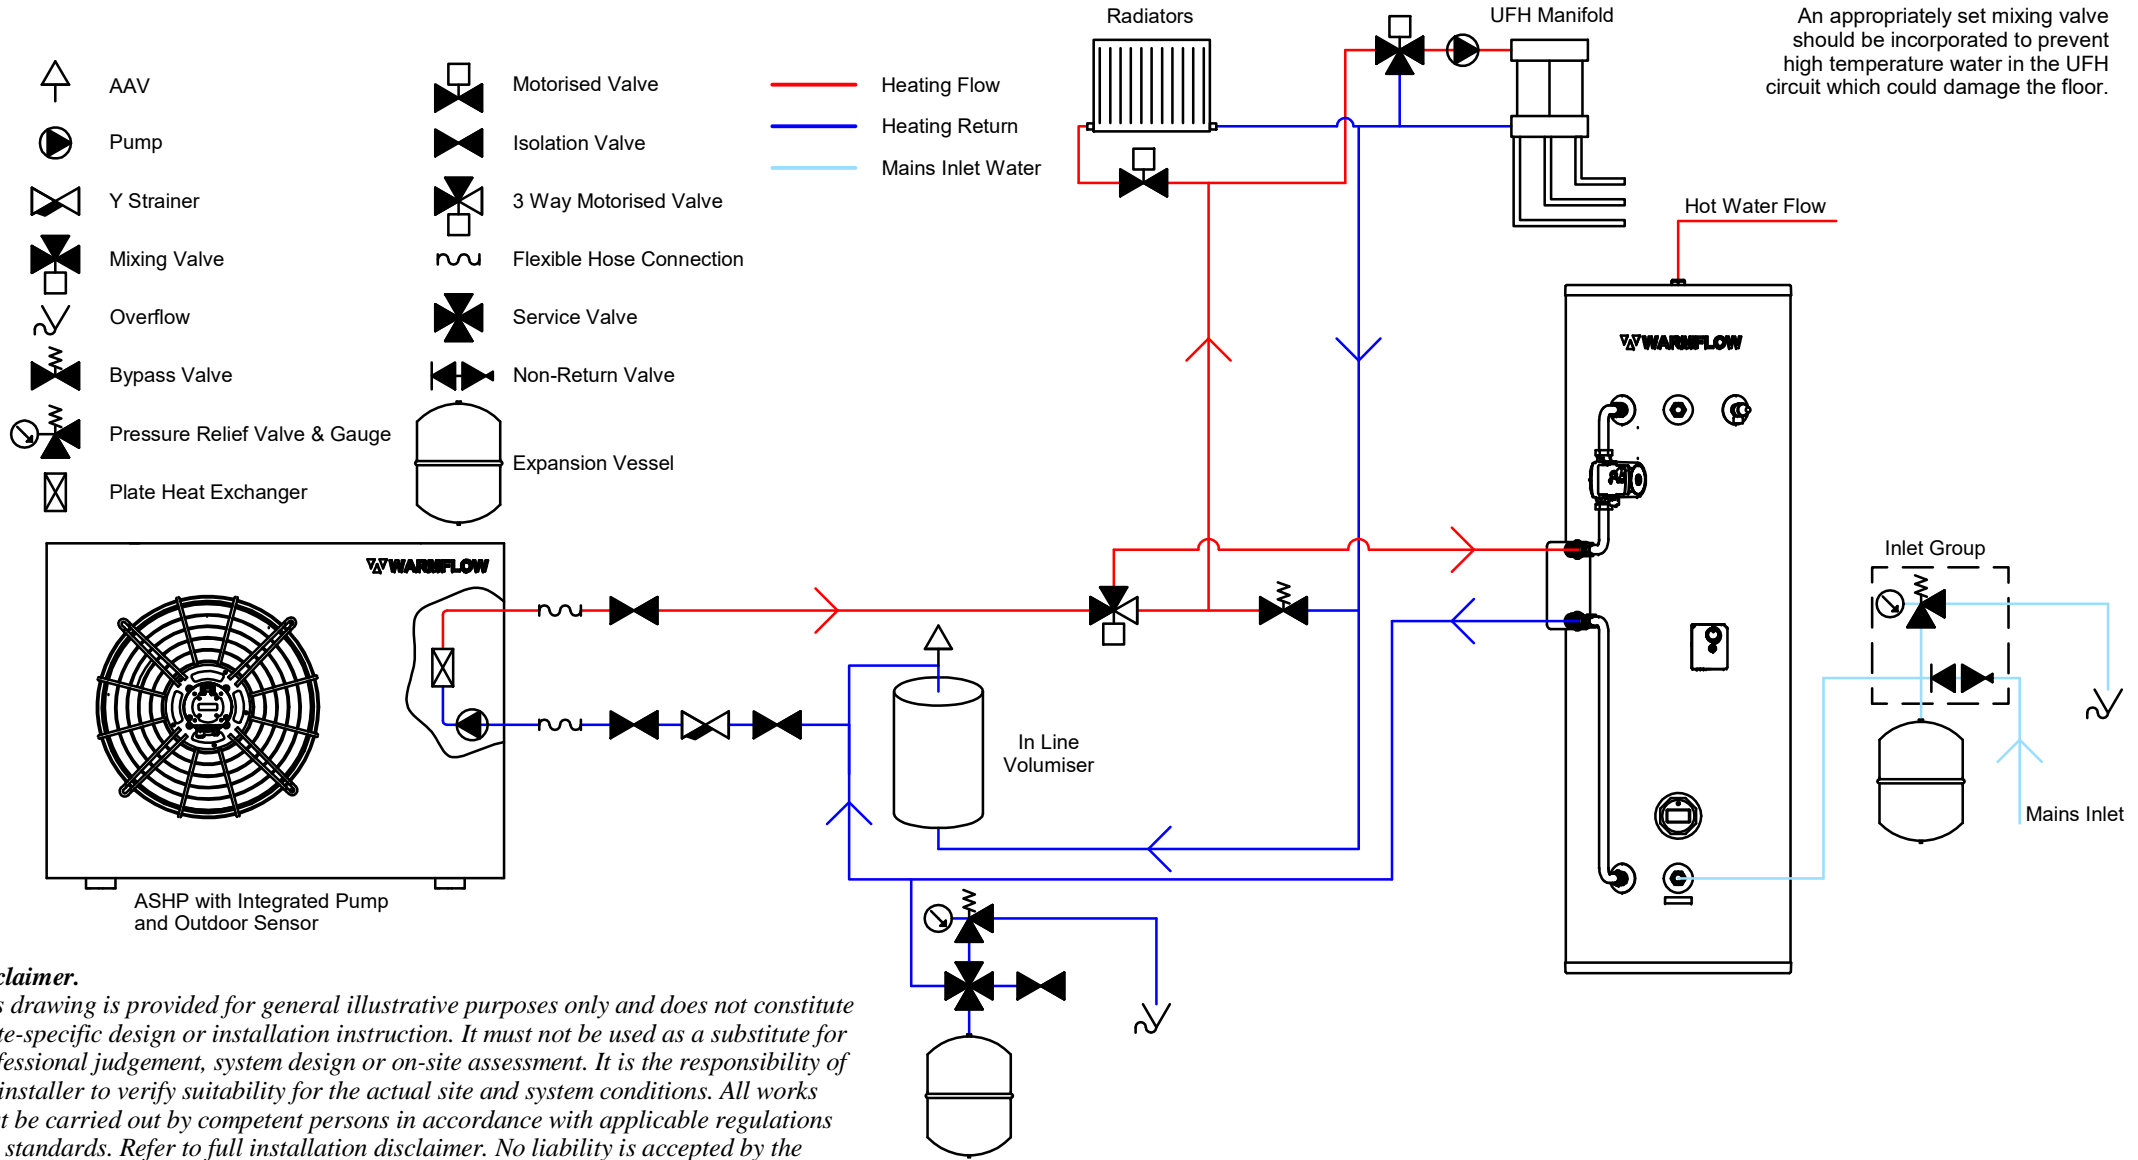 AAV
Pump
Y Strainer
Mixing Valve
Overflow
Bypass Valve
Pressure Relief Valve & Gauge
Plate Heat Exchanger
Motorised Valve
Isolation Valve
3 Way Motorised Valve
Flexible Hose Connection
Service Valve
Non-Return Valve
Expansion Vessel
Heating Flow
Heating Return
Mains Inlet Water
Radiators
UFH Manifold
An appropriately set mixing valve
should be incorporated to prevent
high temperature water in the UFH
circuit which could damage the floor.
Hot Water Flow
WARMFLOW
WARMFLOW
Inlet Group
In Line
Volumiser
Mains Inlet
ASHP with Integrated Pump
and Outdoor Sensor
claimer.
s drawing is provided for general illustrative purposes only and does not constitute
te-specific design or installation instruction. It must not be used as a substitute for
fessional judgement, system design or on-site assessment. It is the responsibility of
installer to verify suitability for the actual site and system conditions. All works
t be carried out by competent persons in accordance with applicable regulations
standards. Refer to full installation disclaimer. No liability is accepted by the